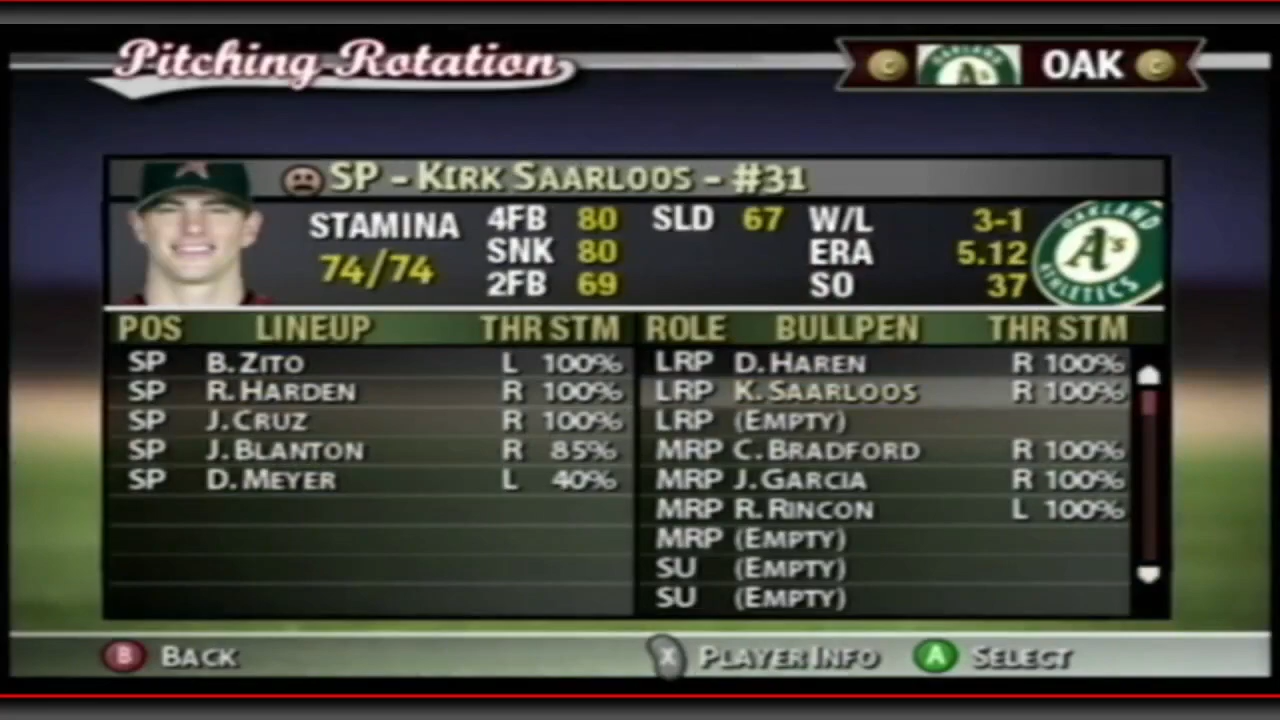 Pitching Rotation
OAKLAND A's C OAK C
SP - KIRK SAARLOOS - #31
STAMINA 4FB 80 SLD 67 W/L 3-1
74/74 SNK 80 ERA 5.12
2FB 69 SO 37
OAKLAND A's ATHLETICS
POS LINEUP THR STM ROLE BULLPEN THR STM
SP B. ZITO L 100% LRP D. HAREN R 100%
SP R. HARDEN R 100% LRP K. SAARLOOS R 100%
SP J. CRUZ R 100% LRP (EMPTY)
SP J. BLANTON R 85% MRP C. BRADFORD R 100%
SP D. MEYER L 40% MRP J. GARCIA R 100%
MRP R. RINCON L 100%
MRP (EMPTY)
SU (EMPTY)
SU (EMPTY)
B BACK X PLAYER INFO A SELECT